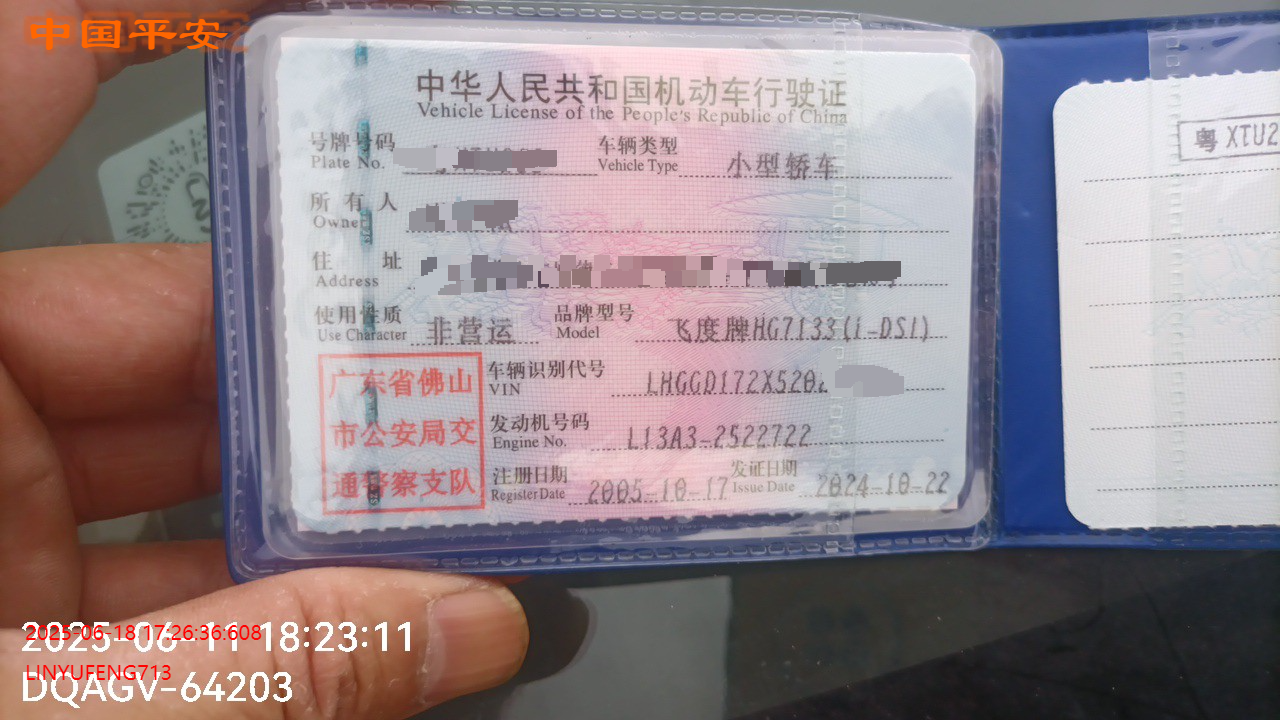 中国平安
中华人民共和国机动车行驶证
Vehicle License of the People's Republic of China
号牌号码
Plate No.
车辆类型
Vehicle Type
小型轿车
所有人
Owner
住址
Address
使用性质
Use Character
非营运
品牌型号
Model
飞度牌HG7133(i-DSI)
广东省佛山
市公安局交
通警察支队
车辆识别代号
VIN
LHGGD172X520
发动机号码
Engine No.
L13A3-2522722
注册日期
Register Date
2005-10-17
发证日期
Issue Date
2024-10-22
粤XTU2
2025-06-11 18:23:11
2025-06-18 17:26:36:608
LINYUFENG713
DQAGV-64203